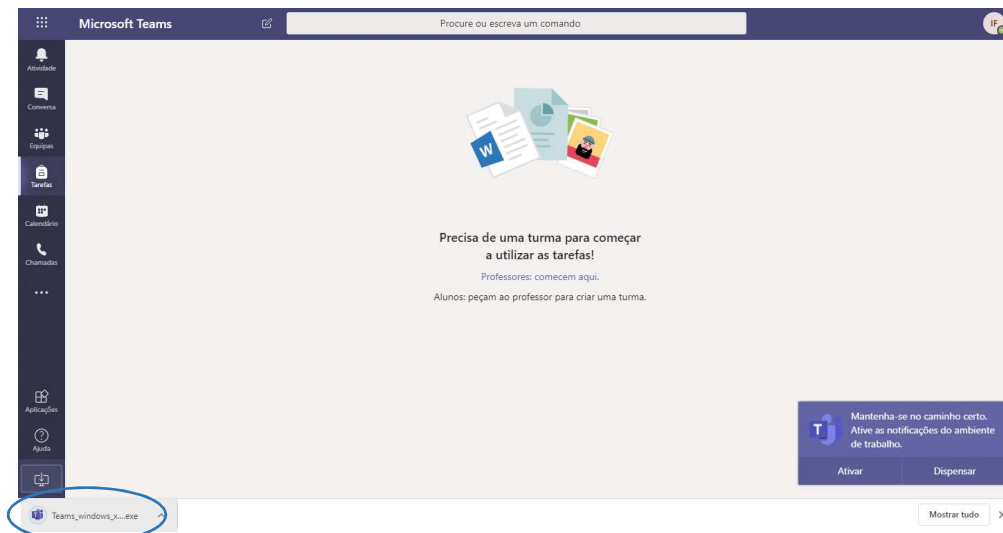 Microsoft Teams
Procure ou escreva um comando
IF
Atividade
Conversa
Equipas
Tarefas
Calendário
Chamadas
W
Precisa de uma turma para começar
a utilizar as tarefas!
Professores: comecem aqui.
Alunos: peçam ao professor para criar uma turma.
Aplicações
Ajuda
T
Mantenha-se no caminho certo.
Ative as notificações do ambiente
de trabalho.
Ativar
Dispensar
Teams_windows_x....exe
Mostrar tudo